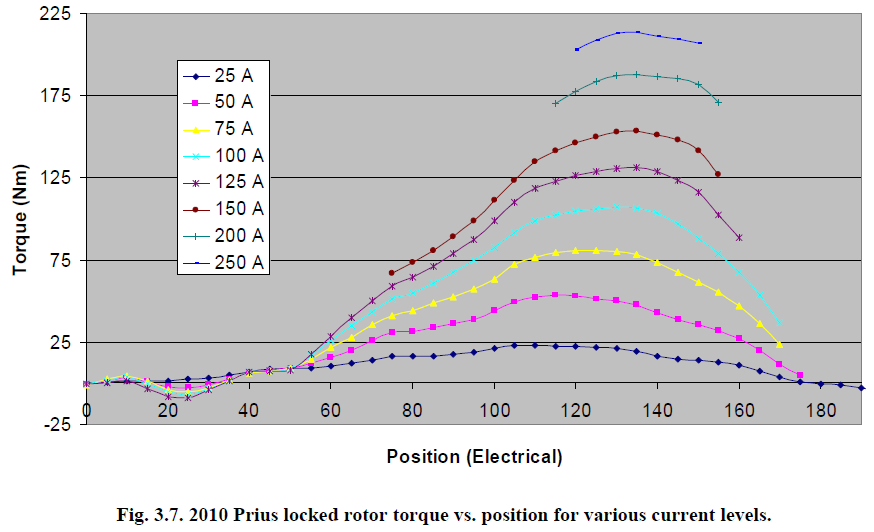 225
175
125
75
25
-25
Torque (Nm)
25 A
50 A
75 A
100 A
125 A
150 A
200 A
250 A
0 20 40 60 80 100 120 140 160 180
Position (Electrical)
Fig. 3.7. 2010 Prius locked rotor torque vs. position for various current levels.